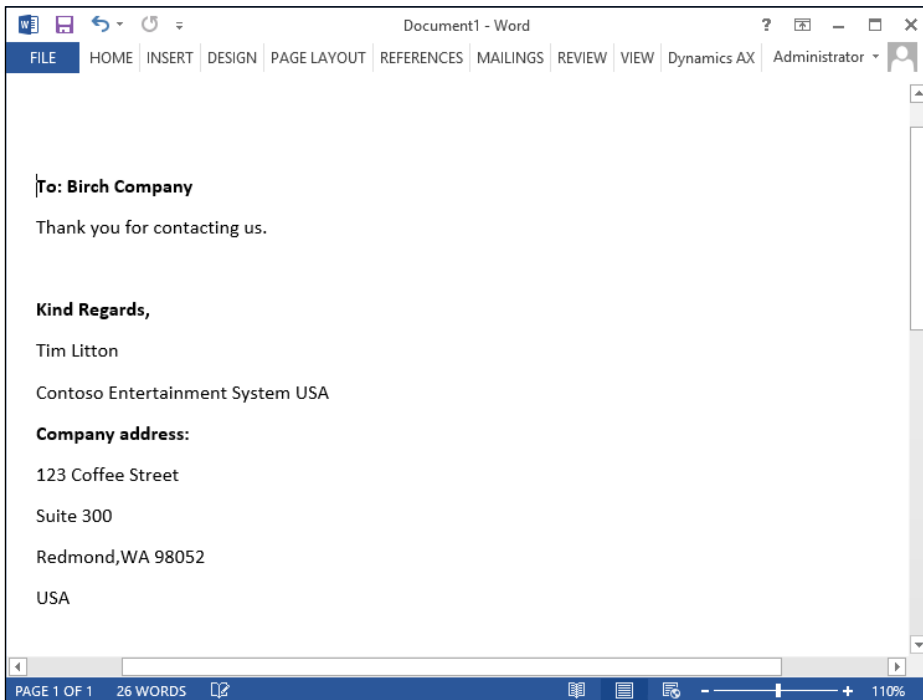 Document1 - Word
?
FILE HOME INSERT DESIGN PAGE LAYOUT REFERENCES MAILINGS REVIEW VIEW Dynamics AX Administrator
To: Birch Company
Thank you for contacting us.
Kind Regards,
Tim Litton
Contoso Entertainment System USA
Company address:
123 Coffee Street
Suite 300
Redmond,WA 98052
USA
PAGE 1 OF 1 26 WORDS 110%